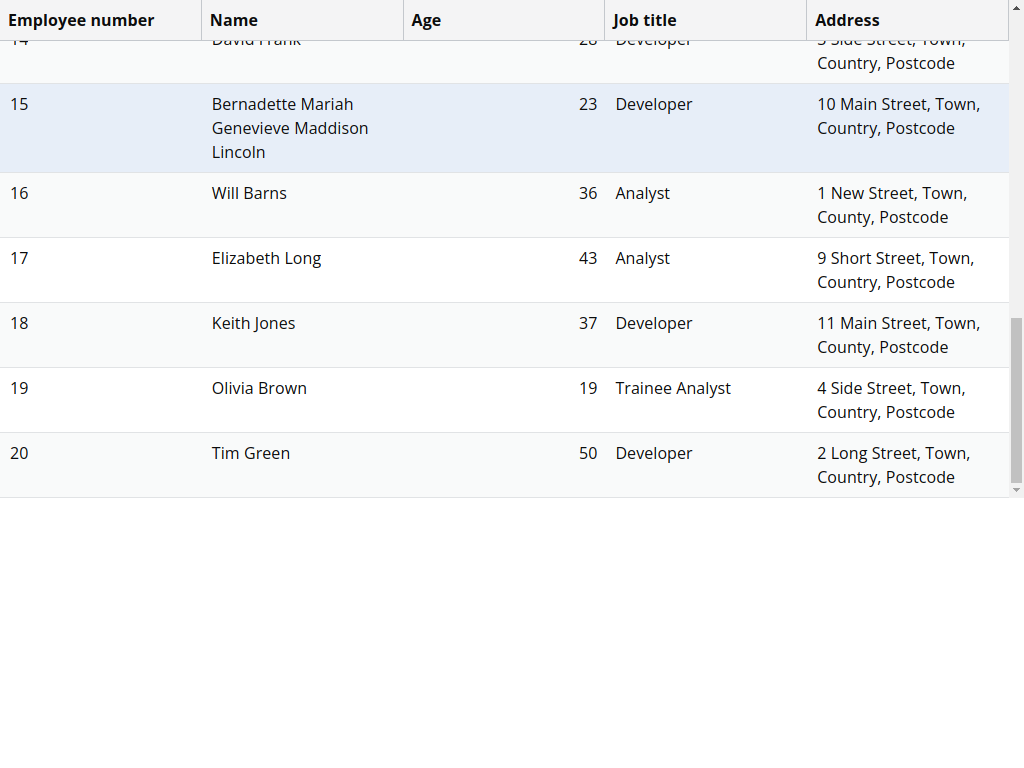 Employee number Name Age Job title Address
14 David Frank 28 Developer 3 Side Street, Town,
Country, Postcode
15 Bernadette Mariah 23 Developer 10 Main Street, Town,
Genevieve Maddison Country, Postcode
Lincoln
16 Will Barns 36 Analyst 1 New Street, Town,
County, Postcode
17 Elizabeth Long 43 Analyst 9 Short Street, Town,
Country, Postcode
18 Keith Jones 37 Developer 11 Main Street, Town,
County, Postcode
19 Olivia Brown 19 Trainee Analyst 4 Side Street, Town,
Country, Postcode
20 Tim Green 50 Developer 2 Long Street, Town,
Country, Postcode